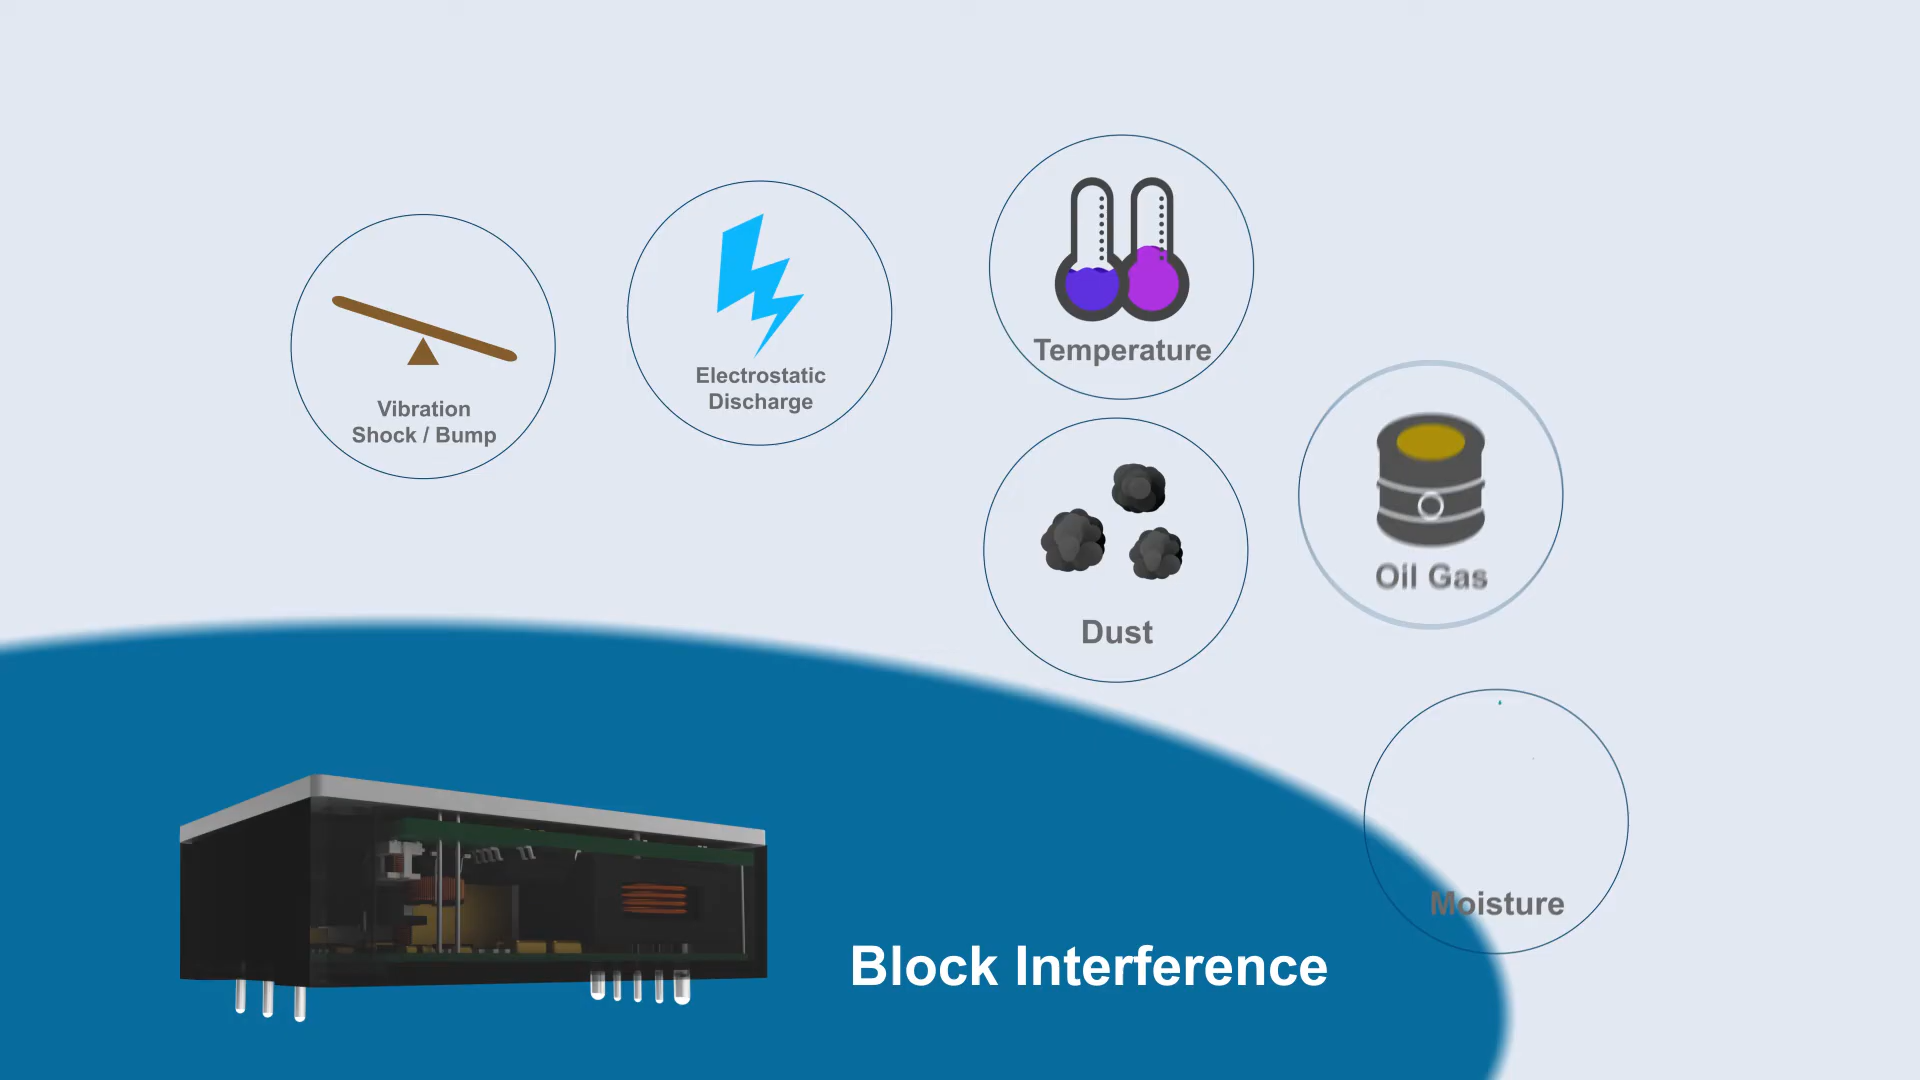 Temperature
Electrostatic
Discharge
Vibration
Shock / Bump
Oil Gas
Dust
Moisture
Block Interference